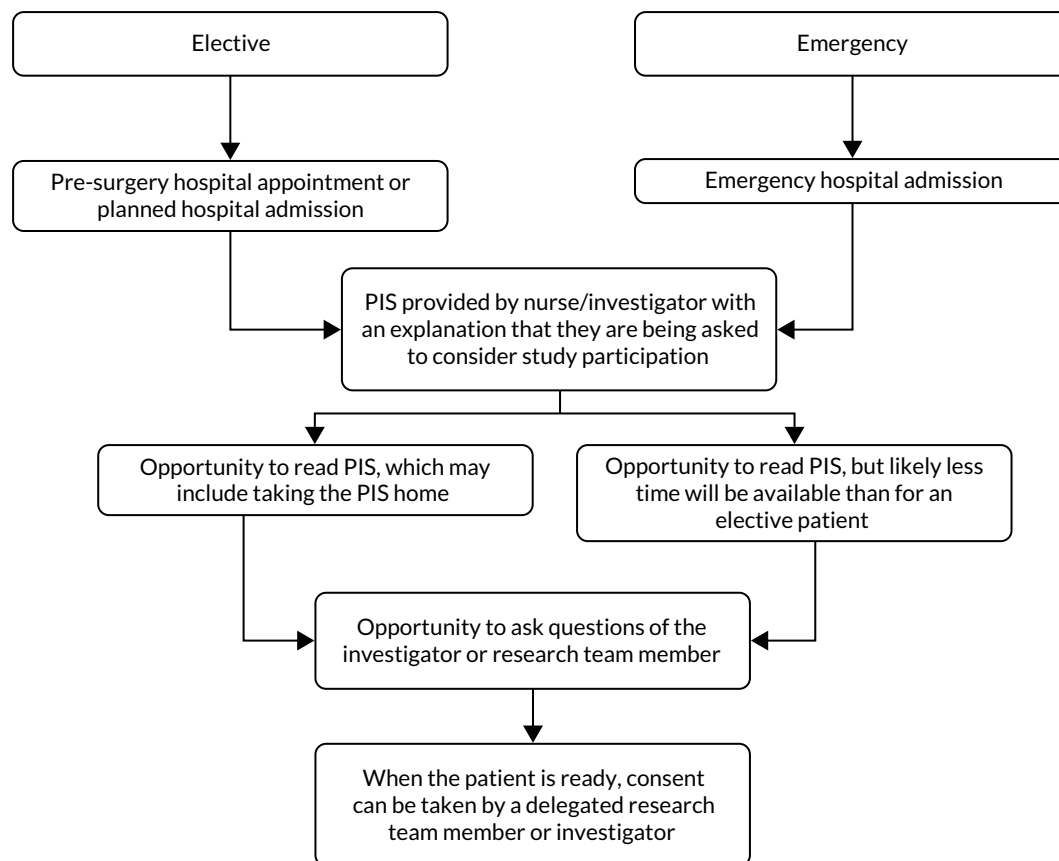 Elective
Emergency
Pre-surgery hospital appointment or
planned hospital admission
Emergency hospital admission
PIS provided by nurse/investigator with
an explanation that they are being asked
to consider study participation
Opportunity to read PIS, which may
include taking the PIS home
Opportunity to read PIS, but likely less
time will be available than for an
elective patient
Opportunity to ask questions of the
investigator or research team member
When the patient is ready, consent
can be taken by a delegated research
team member or investigator